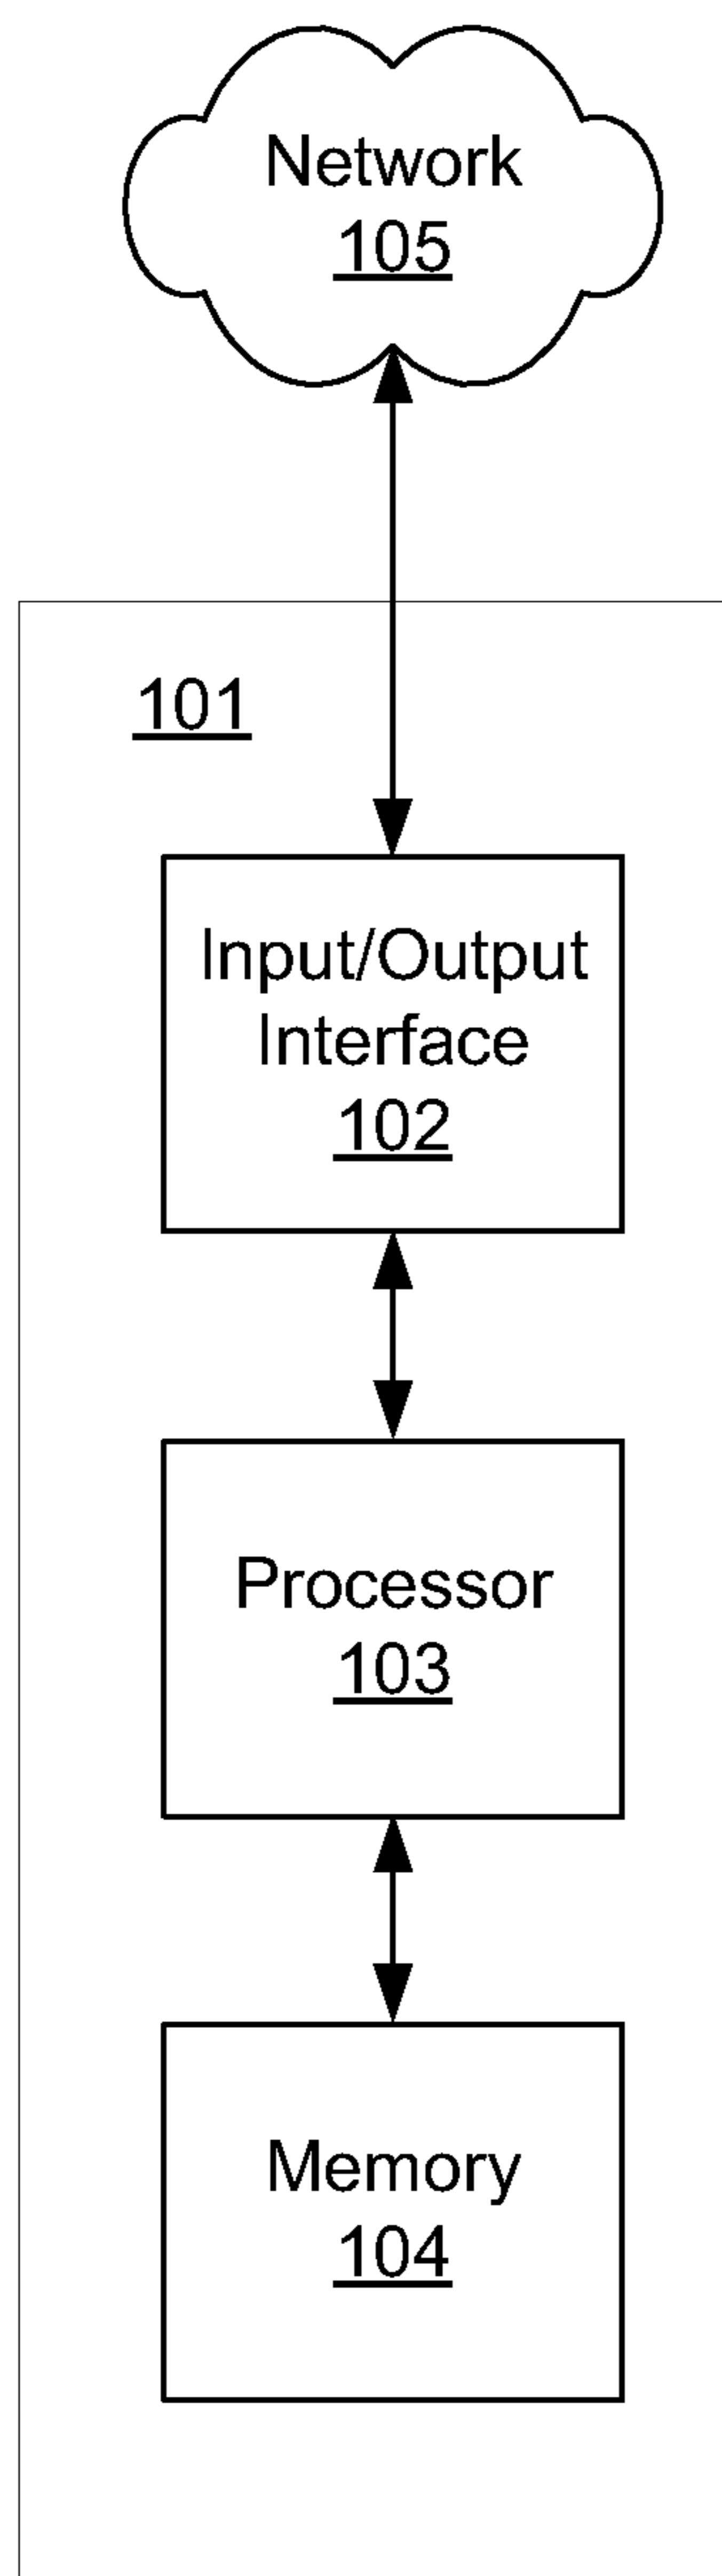 Network
105
101
Input/Output
Interface
102
Processor
103
Memory
104